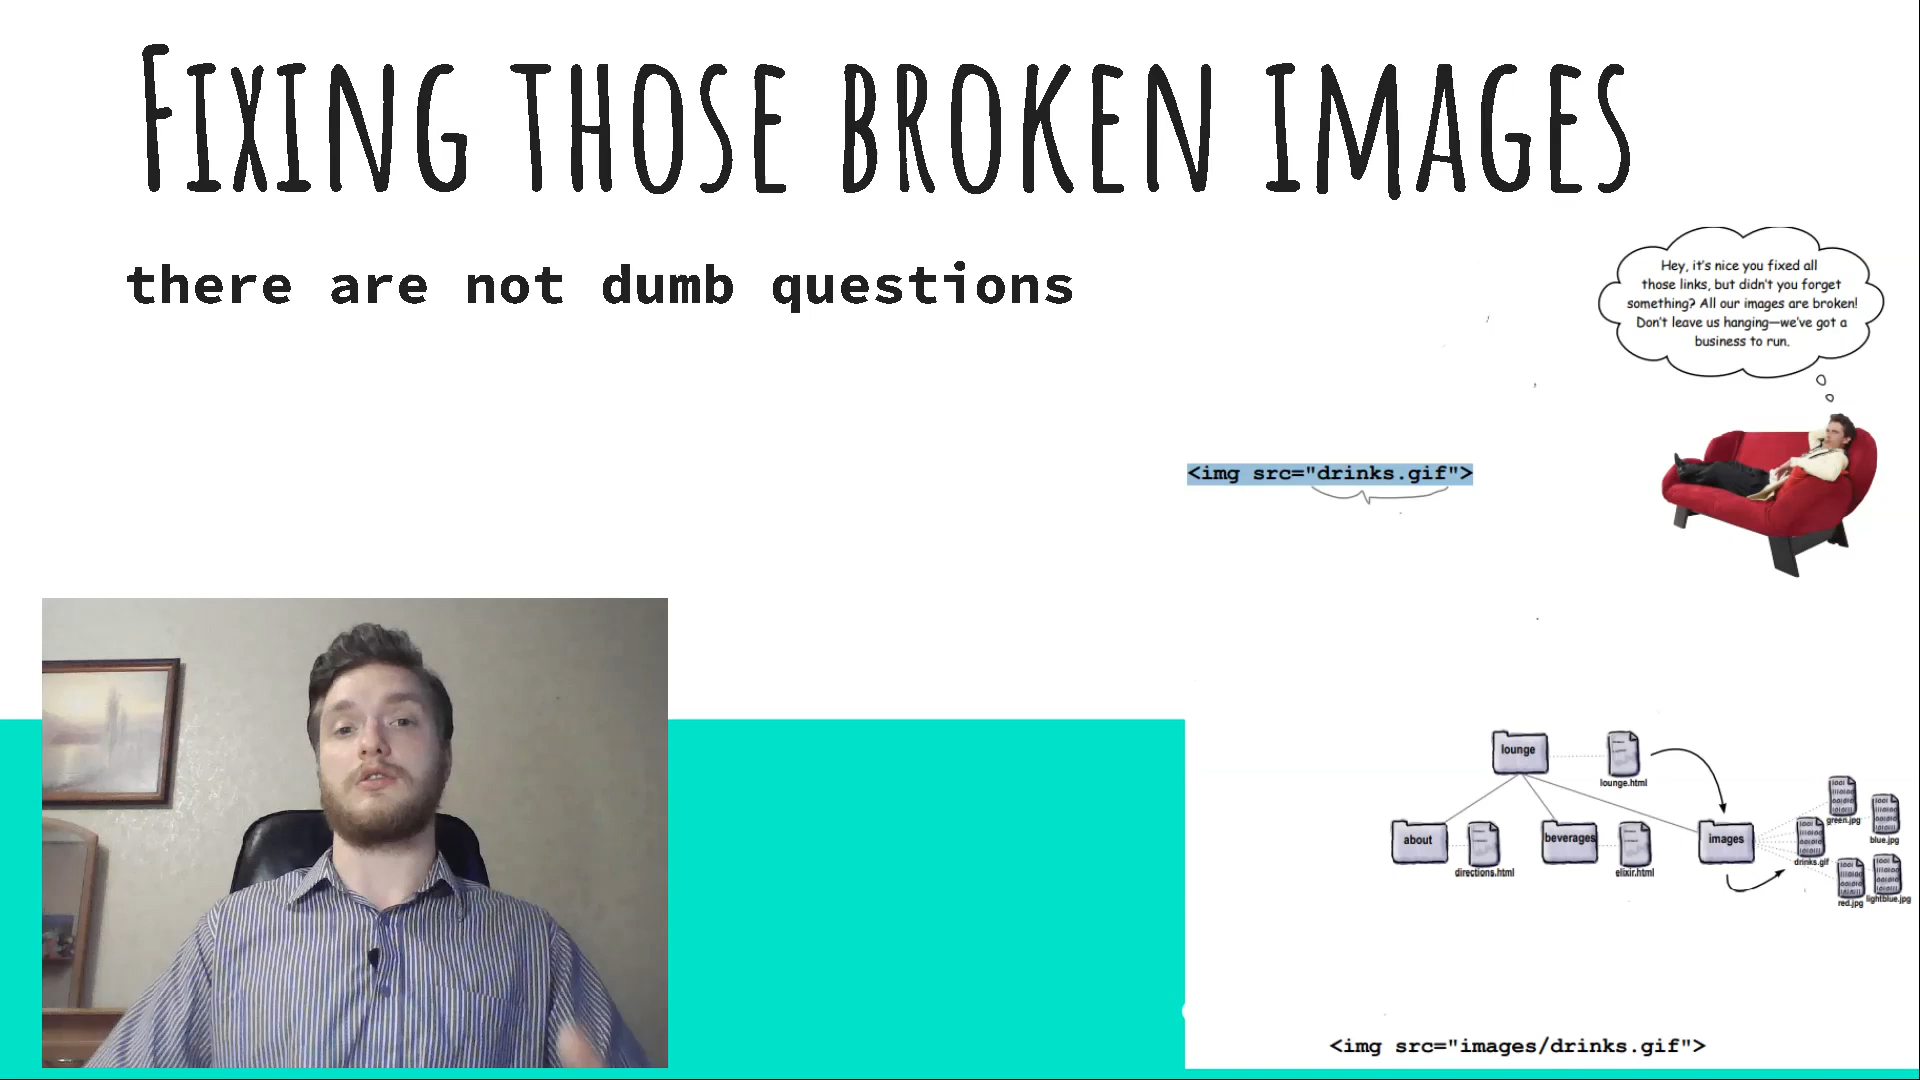 Fixing those broken images
there are not dumb questions
Hey, it's nice you fixed all
those links, but didn't you forget
something? All our images are broken!
Don't leave us hanging—we've got a
business to run.
<img src="drinks.gif">
lounge
lounge.html
about
directions.html
beverages
elixir.html
images
green.jpg
blue.jpg
drinks.gif
red.jpg
lightblue.jpg
<img src="images/drinks.gif">